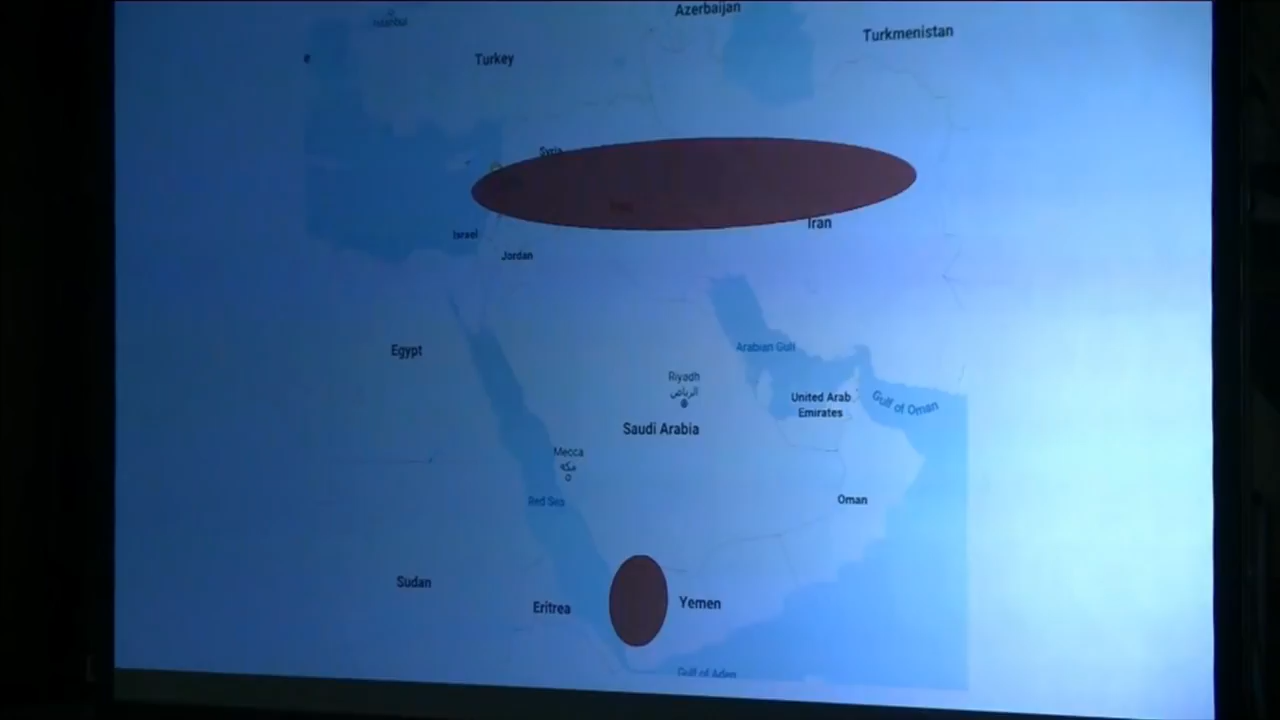 Azerbaijan
Istanbul
Turkmenistan
e
Turkey
Syria
Iran
Israel
Jordan
Arabian Gulf
Egypt
Riyadh
الرياض
United Arab
Emirates
Gulf of Oman
Saudi Arabia
Mecca
مكة
Red Sea
Oman
Sudan
Eritrea
Yemen
Gulf of Aden